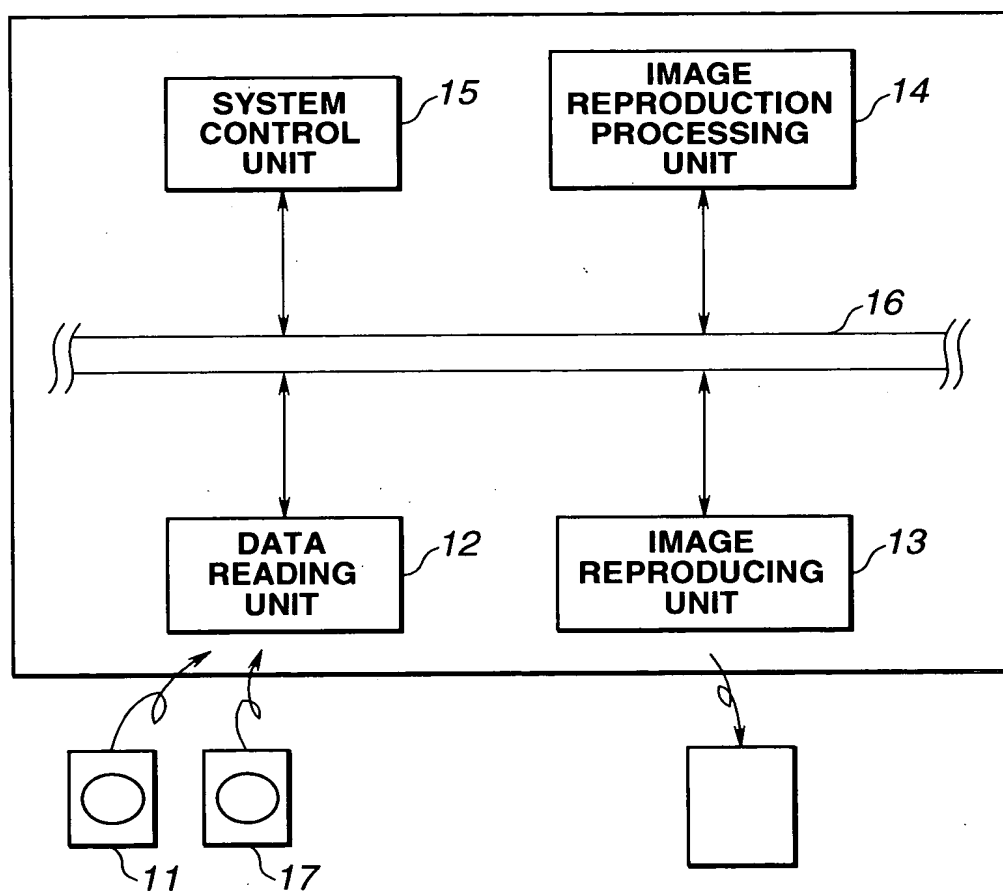 SYSTEM
CONTROL
UNIT
15
IMAGE
REPRODUCTION
PROCESSING
UNIT
14
16
DATA
READING
UNIT
12
IMAGE
REPRODUCING
UNIT
13
11
17